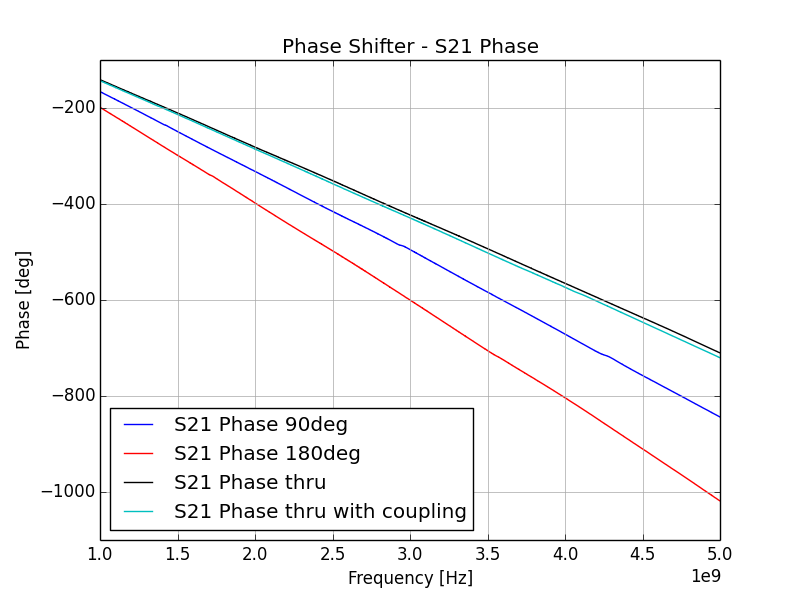 Phase Shifter - S21 Phase
Phase [deg]
−200
−400
−600
−800
−1000
S21 Phase 90deg
S21 Phase 180deg
S21 Phase thru
S21 Phase thru with coupling
1.0 1.5 2.0 2.5 3.0 3.5 4.0 4.5 5.0
Frequency [Hz] 1e9